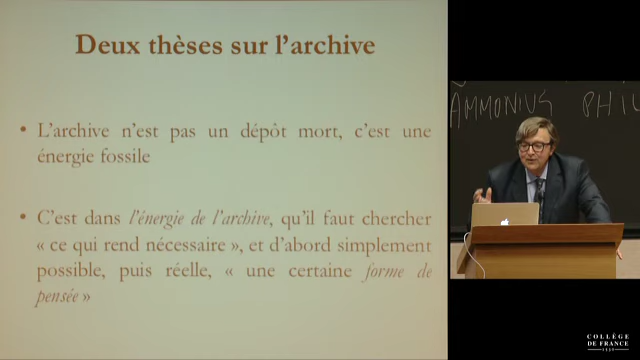 Deux thèses sur l'archive
• L'archive n'est pas un dépôt mort, c'est une
énergie fossile
• C'est dans l'énergie de l'archive, qu'il faut chercher
« ce qui rend nécessaire », et d'abord simplement
possible, puis réelle, « une certaine forme de
pensée »
AMMONIUS PHIL
COLLÈGE
DE FRANCE
1530